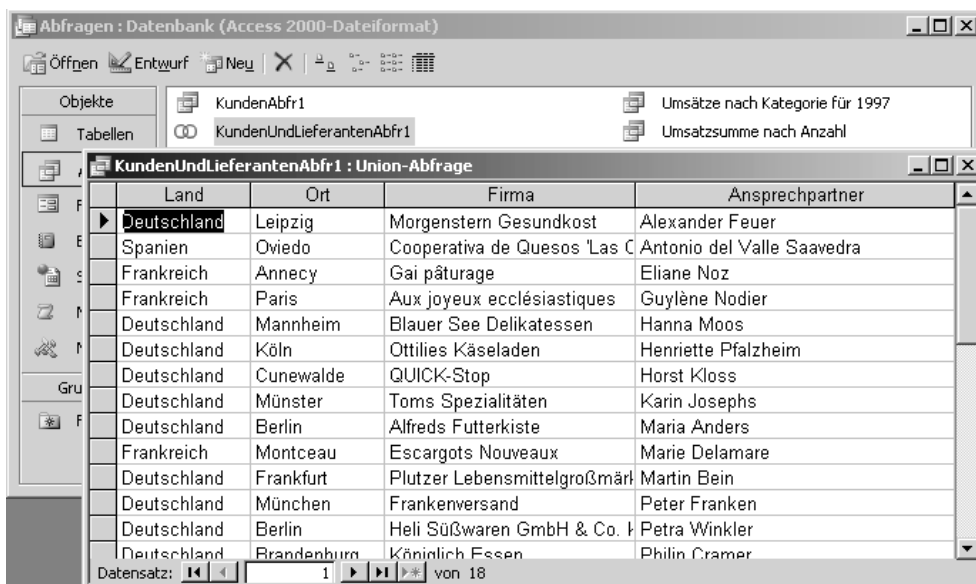 Abfragen : Datenbank (Access 2000-Dateiformat)
Öffnen Entwurf Neu
Objekte
KundenAbfr1
Umsätze nach Kategorie für 1997
Tabellen
KundenUndLieferantenAbfr1
Umsatzsumme nach Anzahl
KundenUndLieferantenAbfr1 : Union-Abfrage
Land Ort Firma Ansprechpartner
Deutschland Leipzig Morgenstern Gesundkost Alexander Feuer
Spanien Oviedo Cooperativa de Quesos 'Las Antonio del Valle Saavedra
Frankreich Annecy Gai pâturage Eliane Noz
Frankreich Paris Aux joyeux ecclésiastiques Guylène Nodier
Deutschland Mannheim Blauer See Delikatessen Hanna Moos
Deutschland Köln Ottilies Käseladen Henriette Pfalzheim
Deutschland Cunewalde QUICK-Stop Horst Kloss
Deutschland Münster Toms Spezialitäten Karin Josephs
Deutschland Berlin Alfreds Futterkiste Maria Anders
Frankreich Montceau Escargots Nouveaux Marie Delamare
Deutschland Frankfurt Plutzer Martin Bein
Deutschland München Frankenversand Peter Franken
Deutschland Berlin Heli Süßwaren GmbH & Co. Petra Winkler
Deutschland Brandenburg Königlich Essen Philip Cramer
Gru
Datensatz: 1 von 18